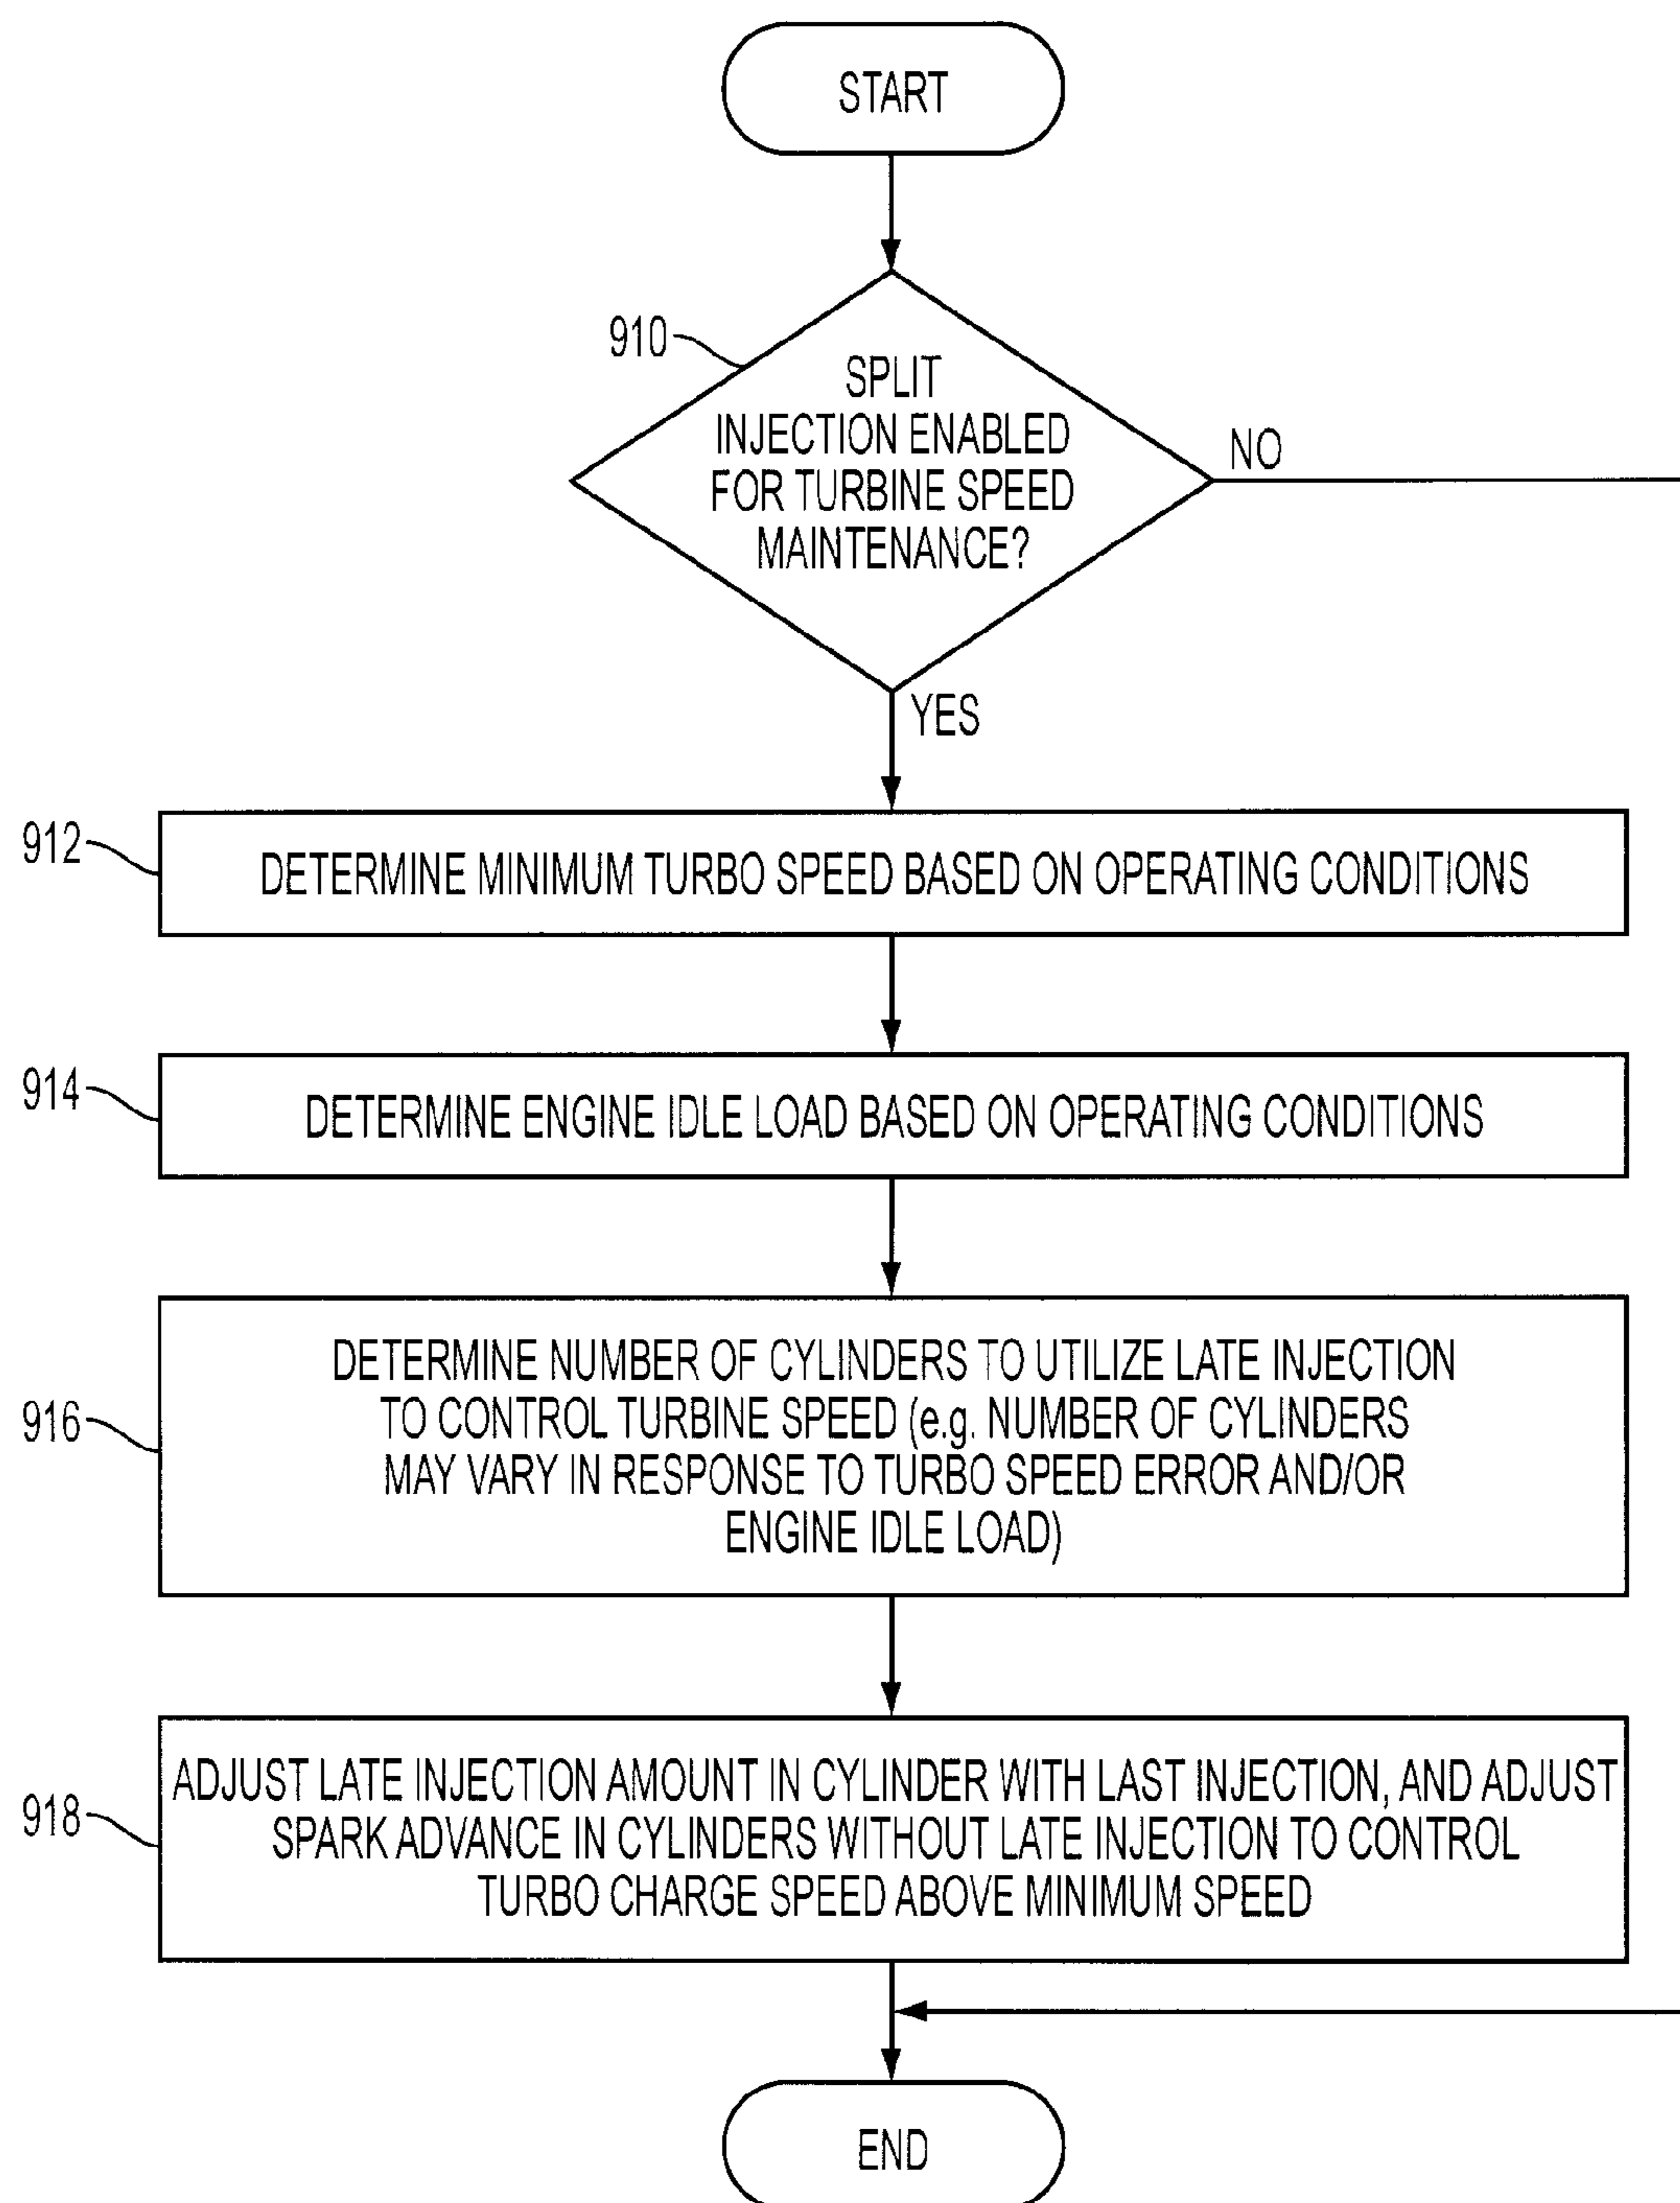 START
910
SPLIT
INJECTION ENABLED
FOR TURBINE SPEED
MAINTENANCE?
NO
YES
912
DETERMINE MINIMUM TURBO SPEED BASED ON OPERATING CONDITIONS
914
DETERMINE ENGINE IDLE LOAD BASED ON OPERATING CONDITIONS
916
DETERMINE NUMBER OF CYLINDERS TO UTILIZE LATE INJECTION
TO CONTROL TURBINE SPEED (e.g. NUMBER OF CYLINDERS
MAY VARY IN RESPONSE TO TURBO SPEED ERROR AND/OR
ENGINE IDLE LOAD)
918
ADJUST LATE INJECTION AMOUNT IN CYLINDER WITH LAST INJECTION, AND ADJUST
SPARK ADVANCE IN CYLINDERS WITHOUT LATE INJECTION TO CONTROL
TURBO CHARGE SPEED ABOVE MINIMUM SPEED
END